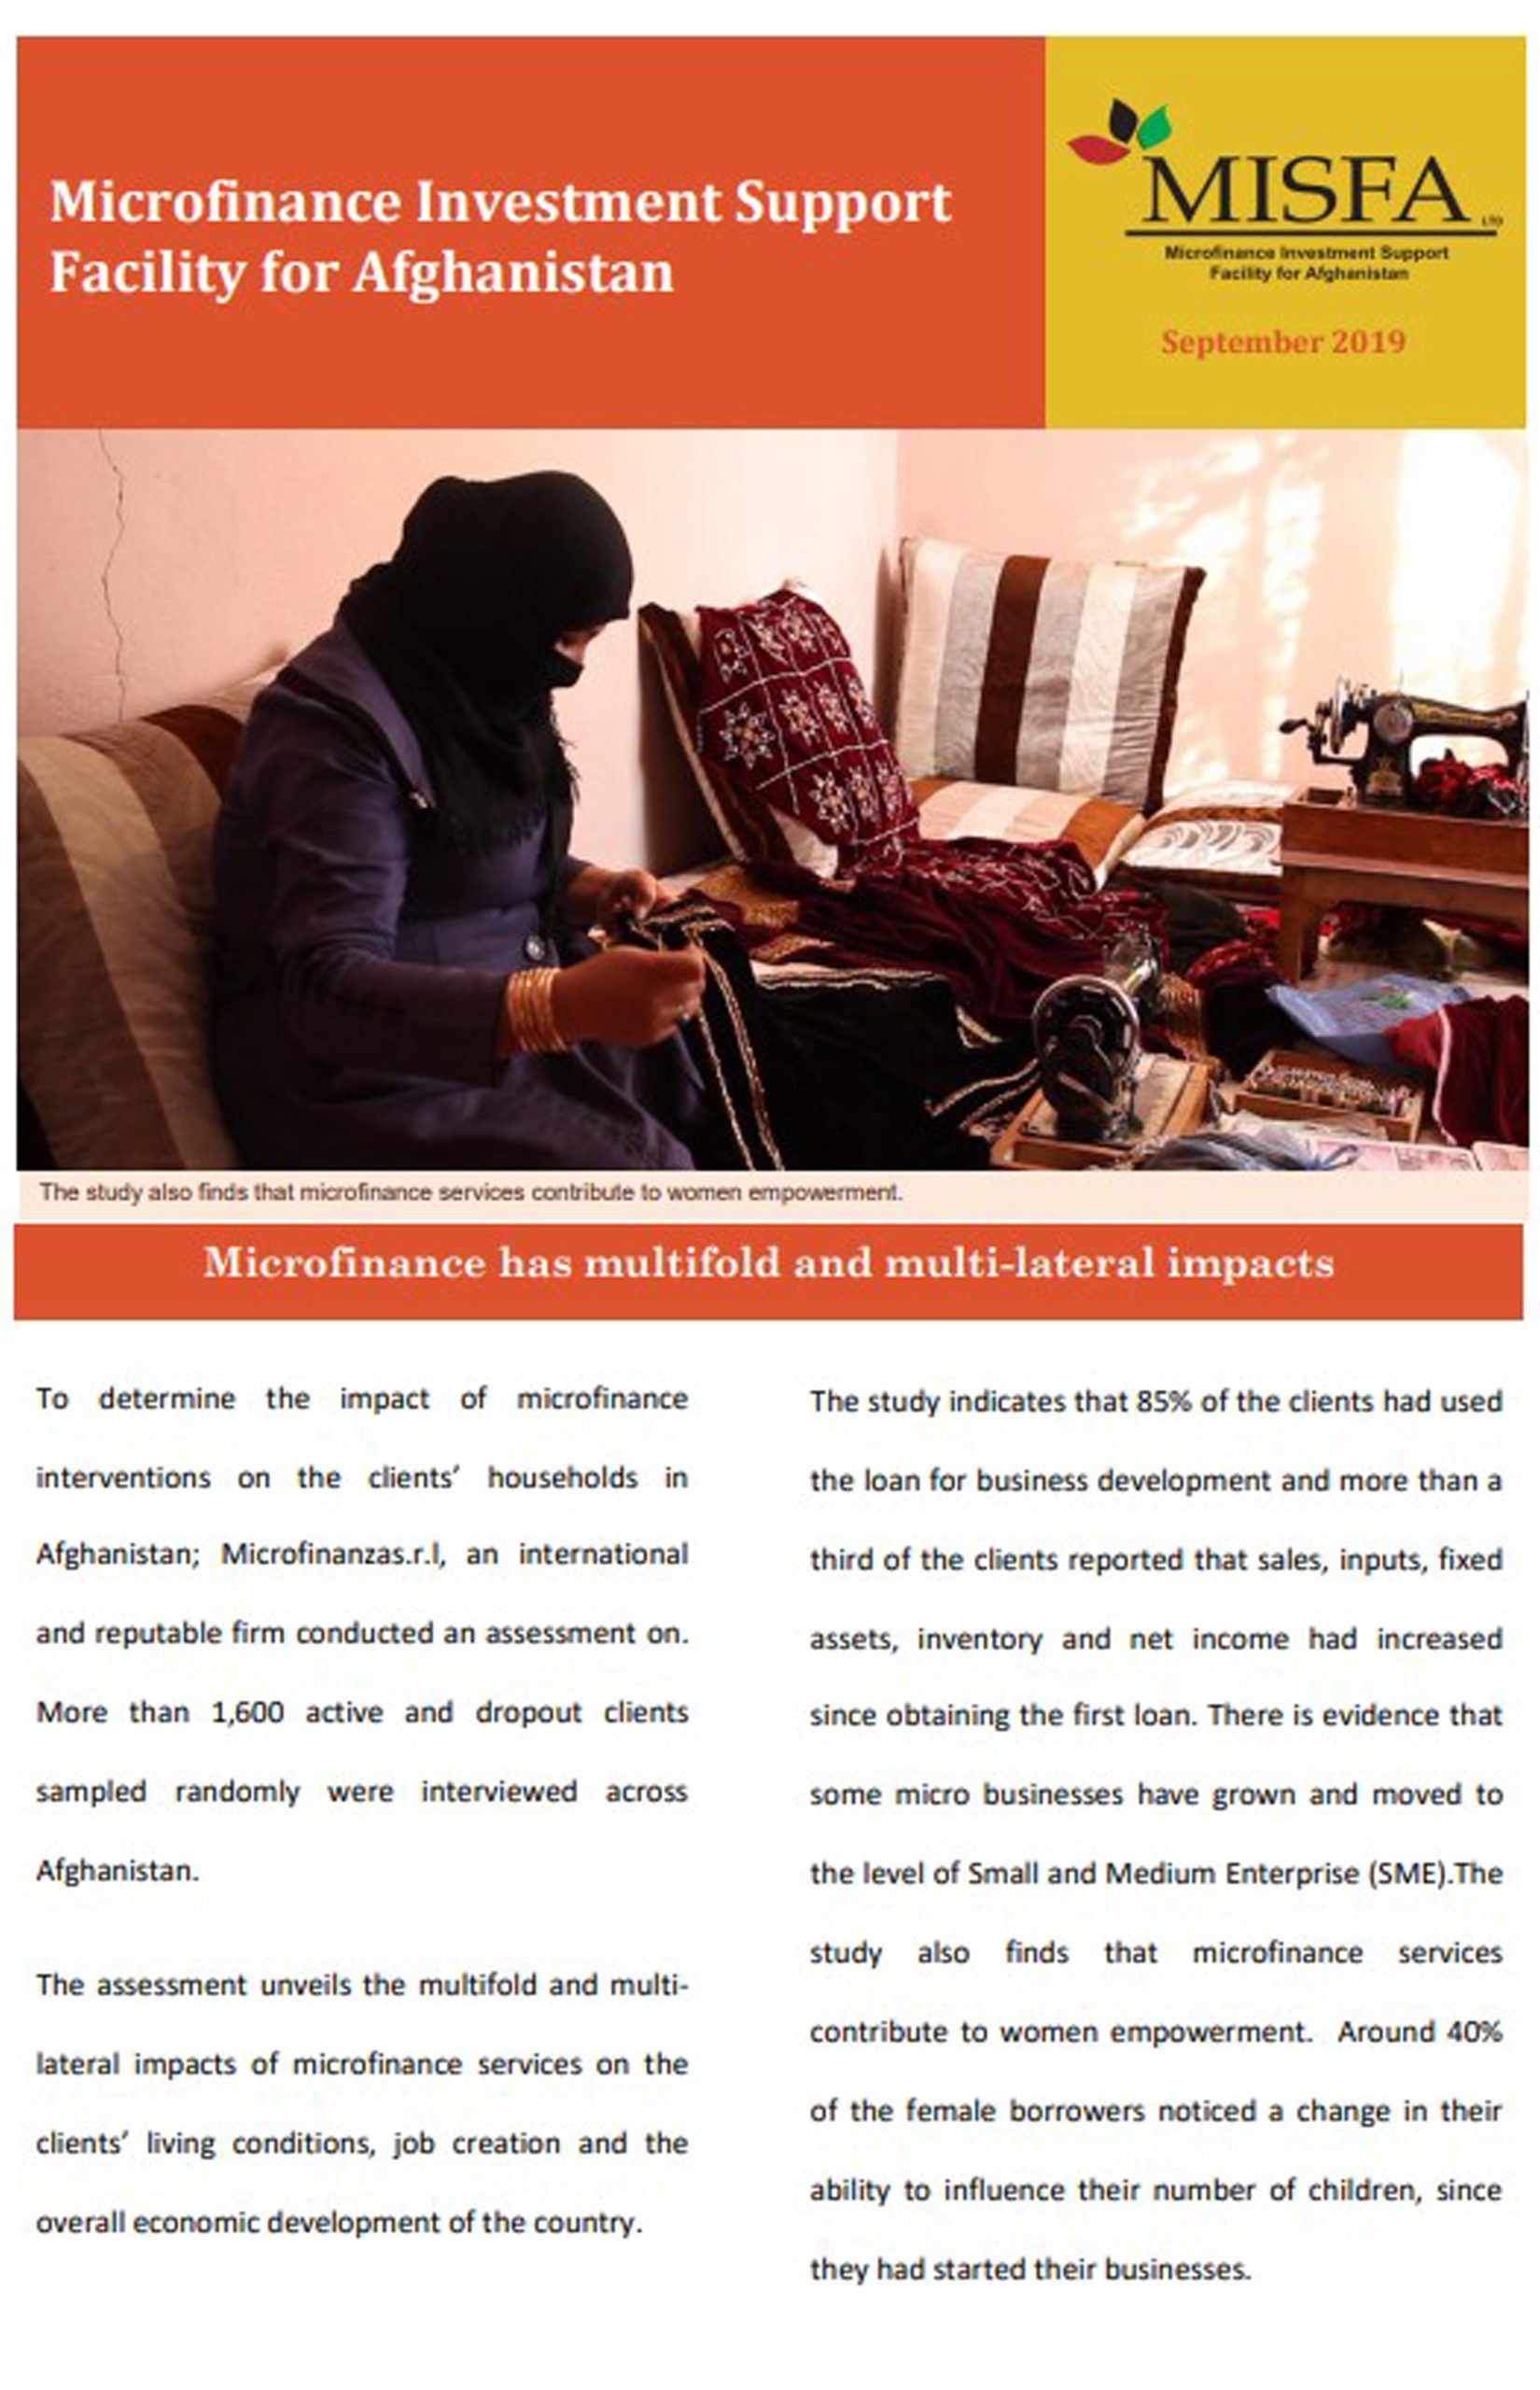 Microfinance Investment Support
Facility for Afghanistan
MISFA LTD
Microfinance Investment Support
Facility for Afghanistan
September 2019
The study also finds that microfinance services contribute to women empowerment.
Microfinance has multifold and multi-lateral impacts
To determine the impact of microfinance
interventions on the clients’ households in
Afghanistan; Microfinanzas.r.l, an international
and reputable firm conducted an assessment on.
More than 1,600 active and dropout clients
sampled randomly were interviewed across
Afghanistan.
The assessment unveils the multifold and multi-
lateral impacts of microfinance services on the
clients’ living conditions, job creation and the
overall economic development of the country.
The study indicates that 85% of the clients had used
the loan for business development and more than a
third of the clients reported that sales, inputs, fixed
assets, inventory and net income had increased
since obtaining the first loan. There is evidence that
some micro businesses have grown and moved to
the level of Small and Medium Enterprise (SME).The
study also finds that microfinance services
contribute to women empowerment. Around 40%
of the female borrowers noticed a change in their
ability to influence their number of children, since
they had started their businesses.